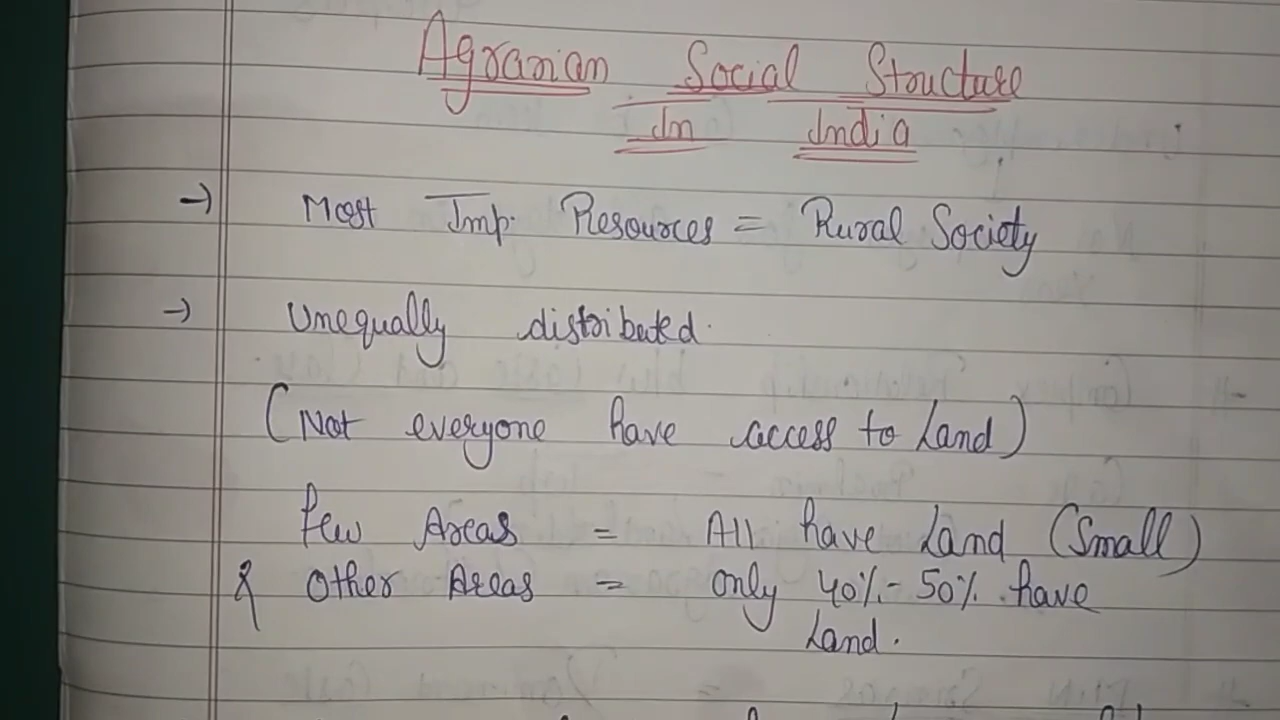 Agrarian Social Structure
In India
→ Most Imp. Resources = Rural Society
→ Unequally distributed.
(Not everyone have access to Land)
Few Areas = All have Land (Small)
& Other Areas = only 40%-50% have
Land.